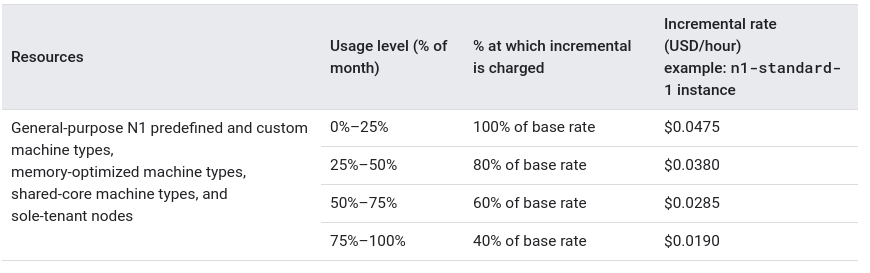 Resources
Usage level (% of
month)
% at which incremental
is charged
Incremental rate
(USD/hour)
example: n1-standard-
1 instance
General-purpose N1 predefined and custom
machine types,
memory-optimized machine types,
shared-core machine types, and
sole-tenant nodes
0%–25%
100% of base rate
$0.0475
25%–50%
80% of base rate
$0.0380
50%–75%
60% of base rate
$0.0285
75%–100%
40% of base rate
$0.0190